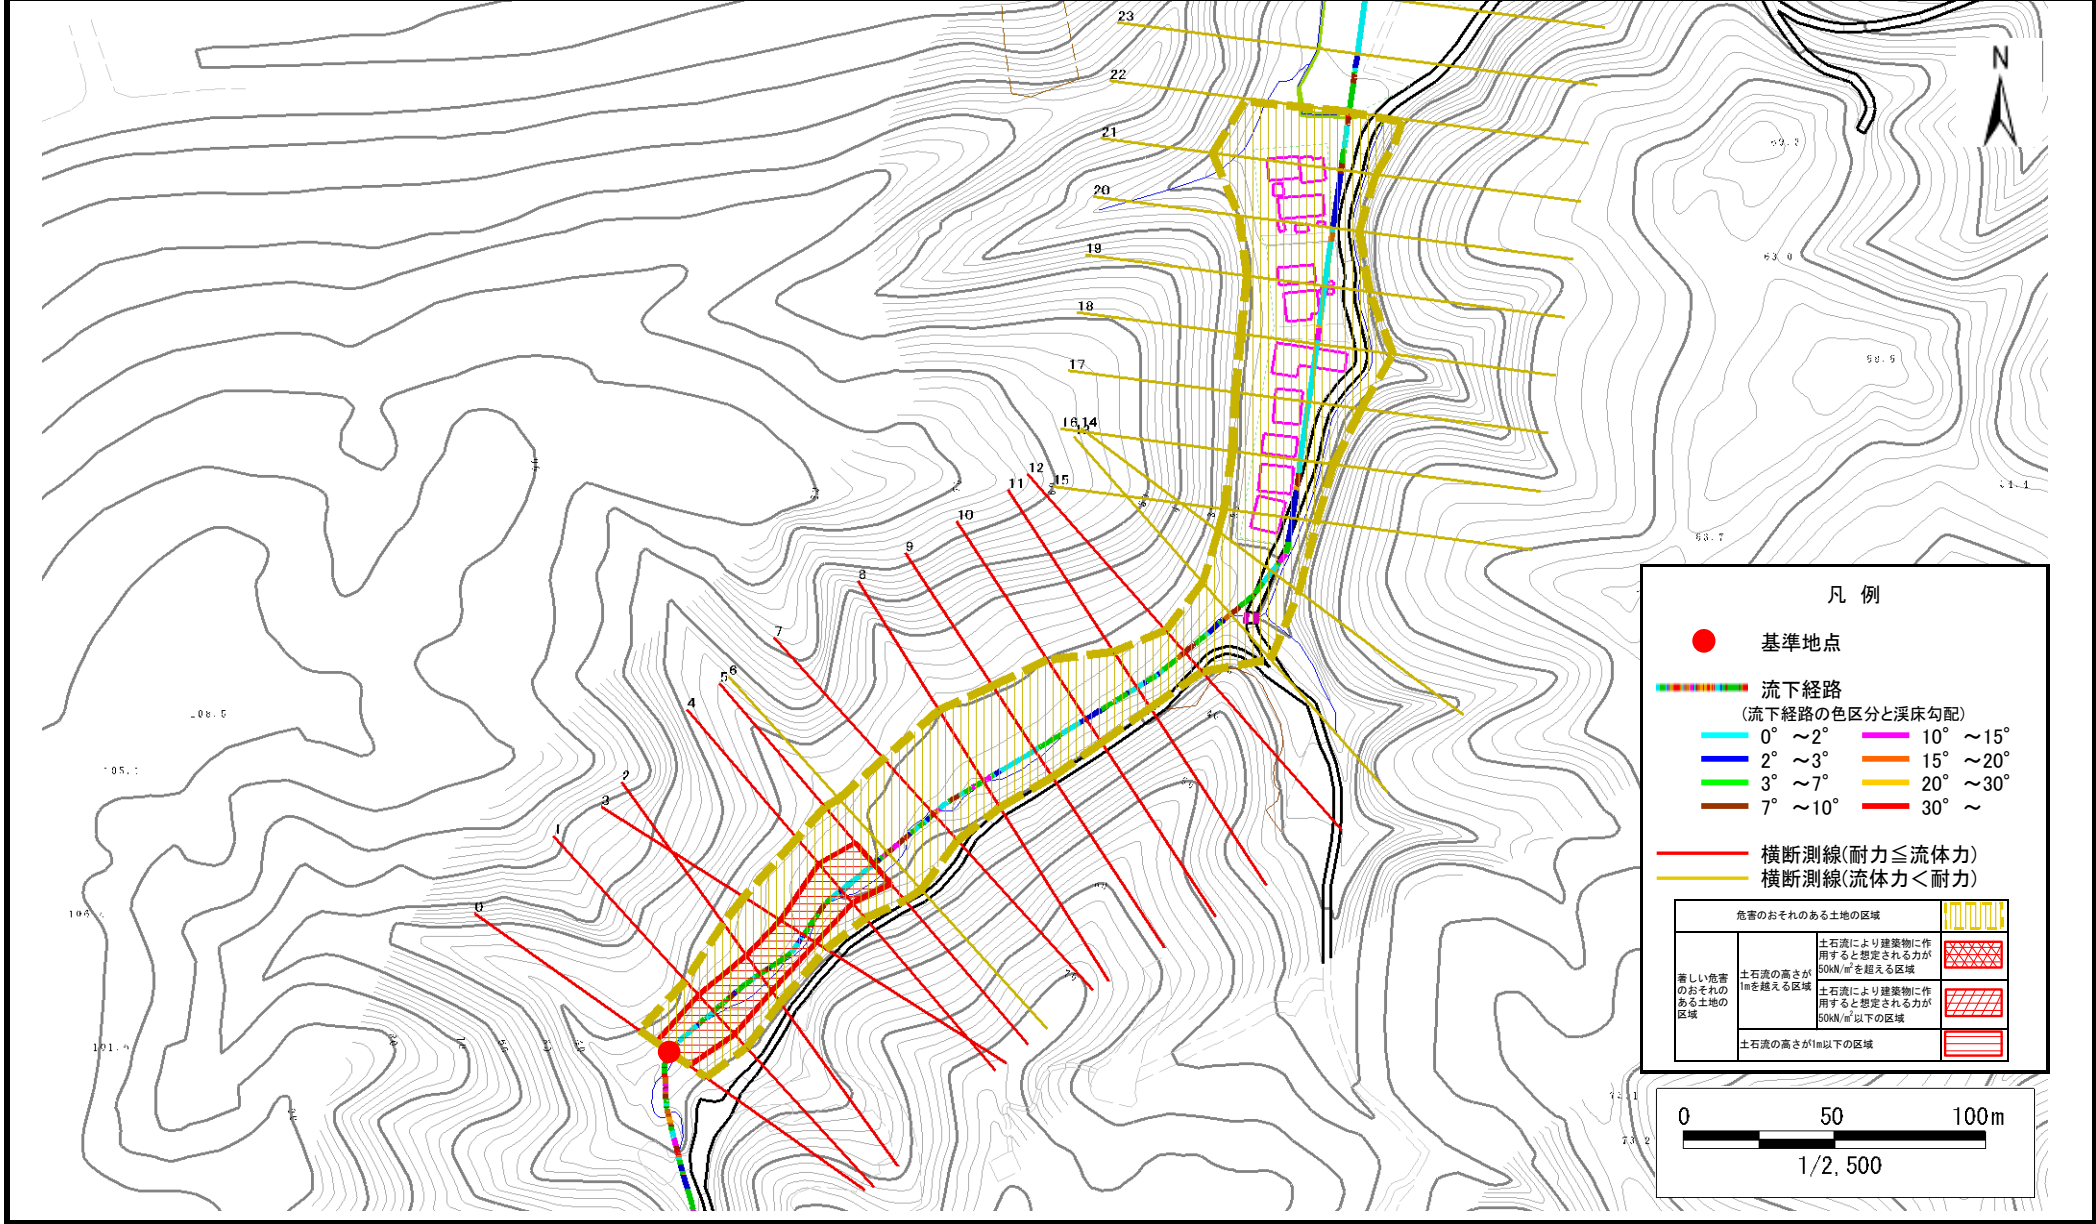 23
22
21
20
19
18
17
16
14
15
12
11
10
9
8
7
6
5
4
2
3
1
0
N
63.0
63.7
凡 例
基準地点
流下経路
(流下経路の色区分と渓床勾配)
0° ～2°
10° ～15°
2° ～3°
15° ～20°
3° ～7°
20° ～30°
7° ～10°
30° ～
横断測線(耐力≦流体力)
横断測線(流体力＜耐力)
危害のおそれのある土地の区域
著しい危害
のおそれの
ある土地の
区域
土石流の高さが
1mを越える区域
土石流により建築物に作
用すると想定される力が
50kN/㎡を超える区域
土石流により建築物に作
用すると想定される力が
50kN/㎡以下の区域
土石流の高さが1m以下の区域
0 50 100m
1/2,500